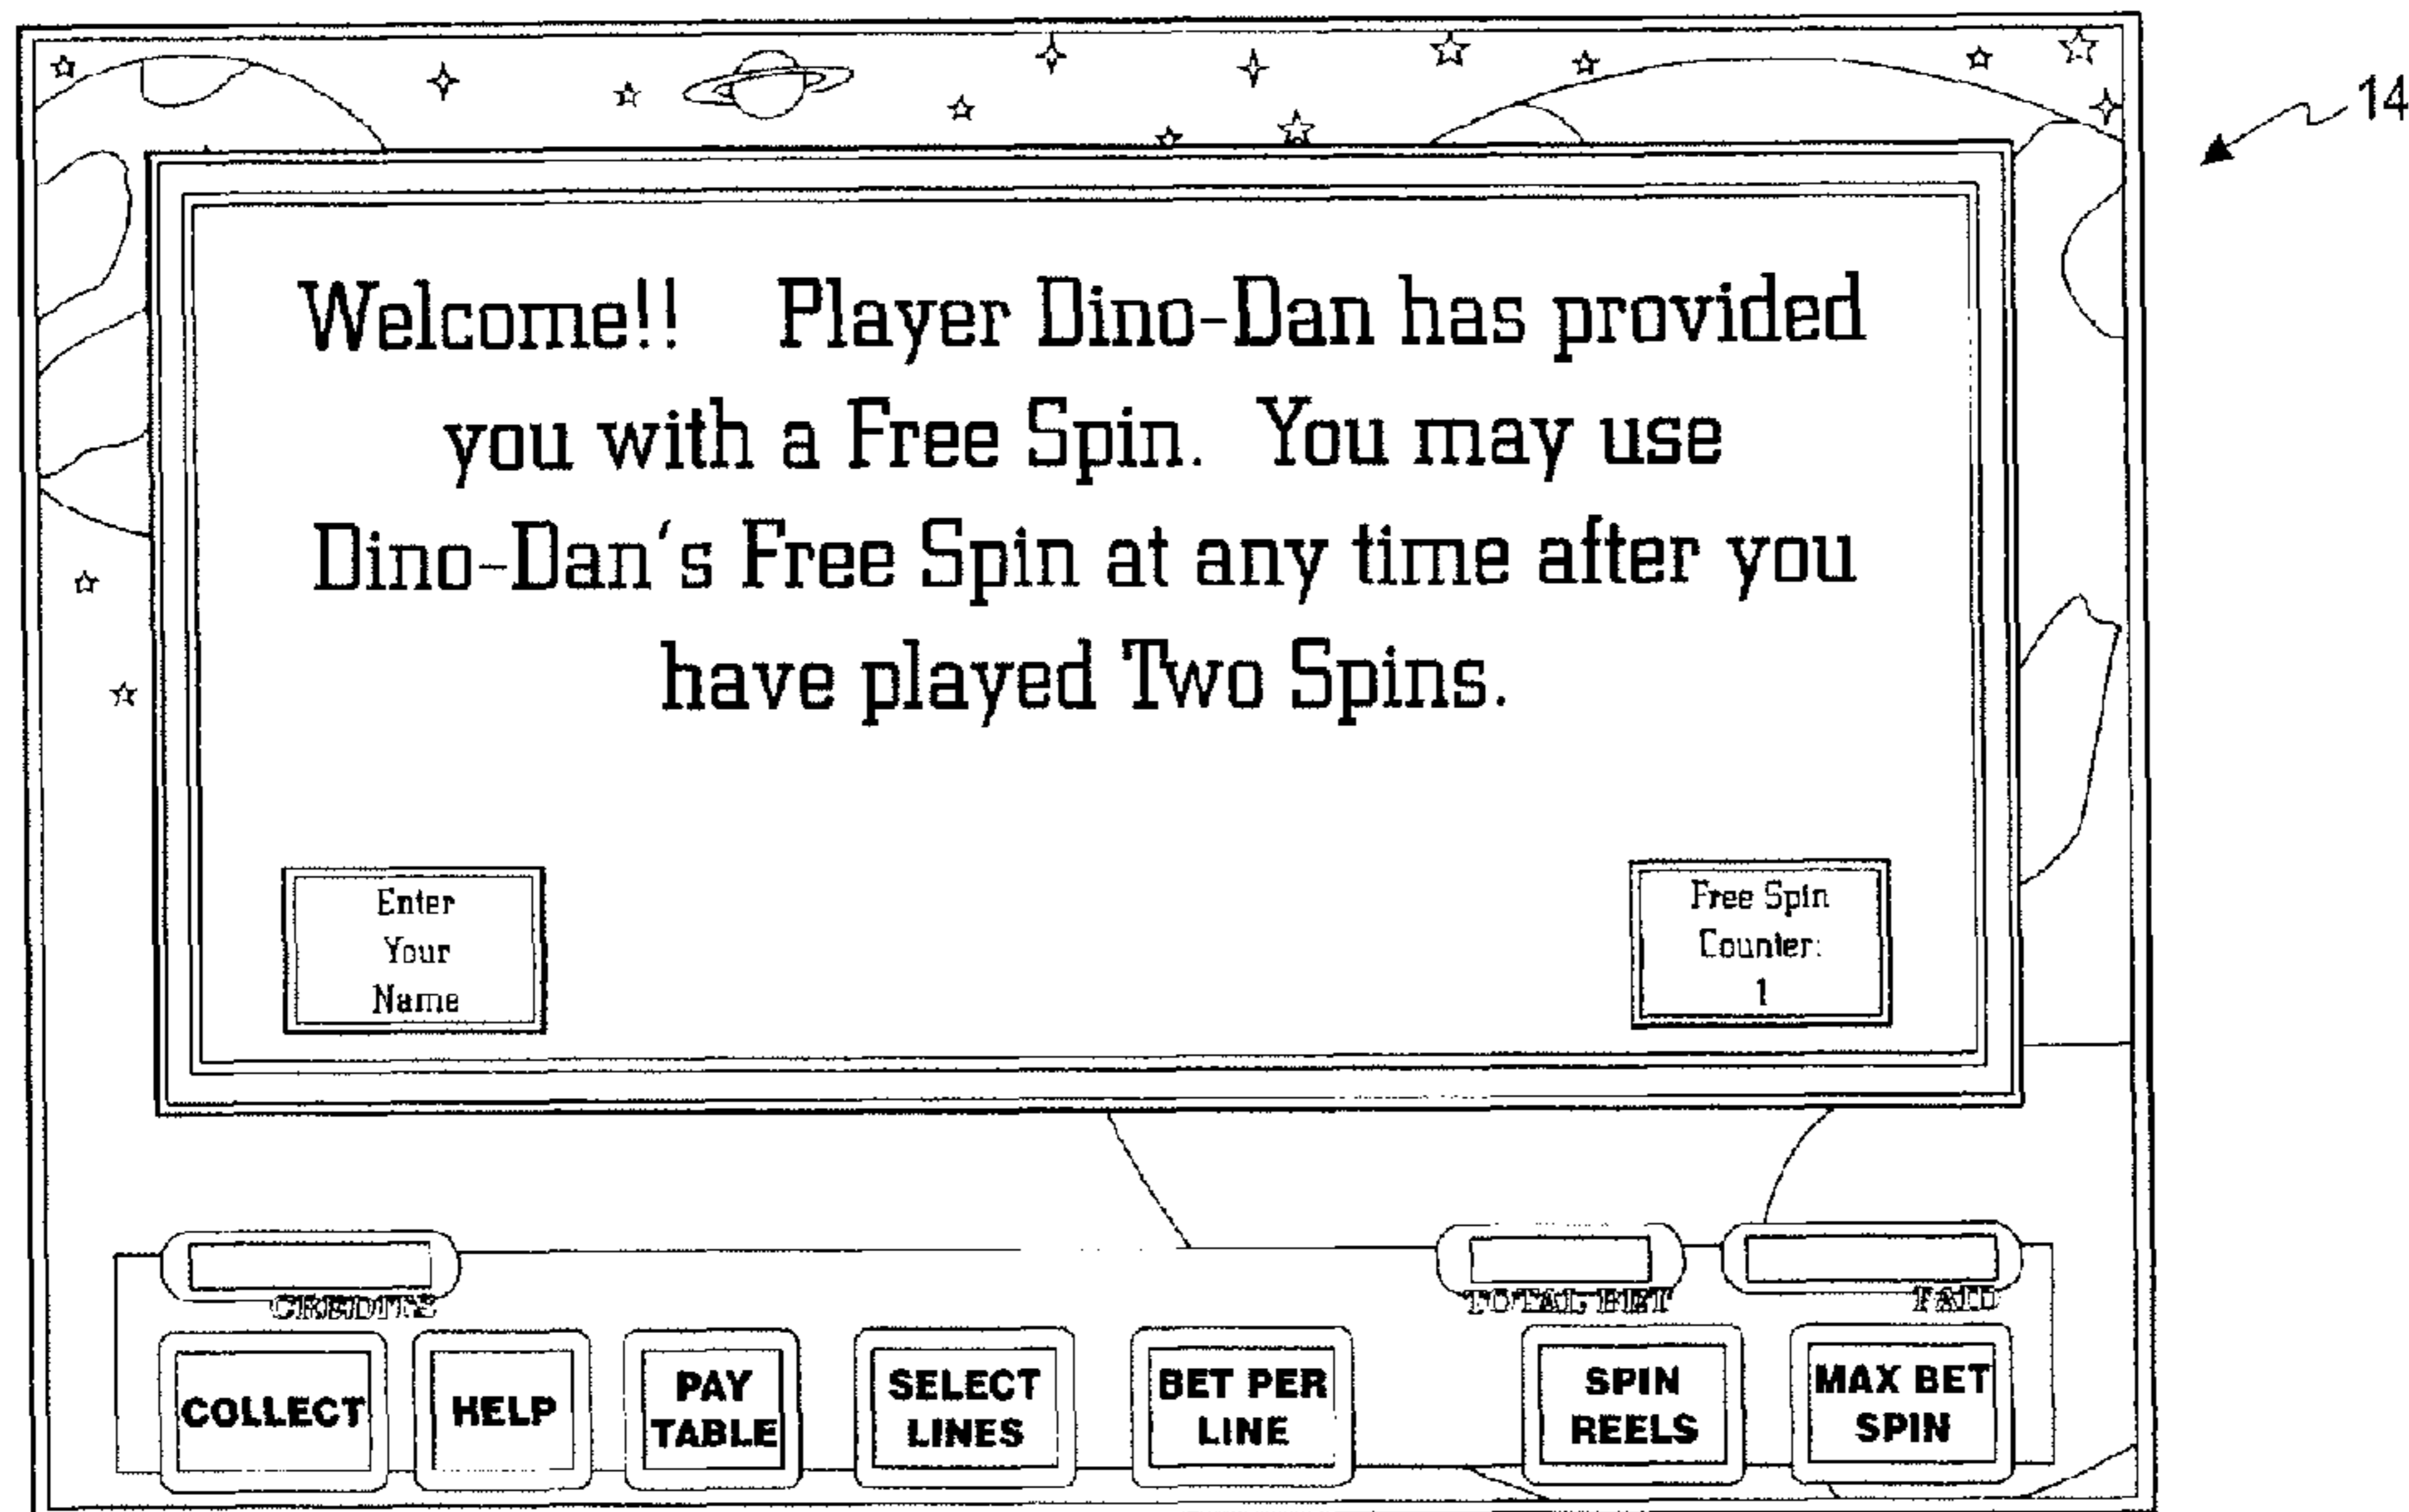 14
Welcome!! Player Dino-Dan has provided
you with a Free Spin. You may use
Dino-Dan's Free Spin at any time after you
have played Two Spins.
Enter
Your
Name
Free Spin
Counter:
1
CREDITS
TOTAL BET
PAID
COLLECT
HELP
PAY
TABLE
SELECT
LINES
BET PER
LINE
SPIN
REELS
MAX BET
SPIN